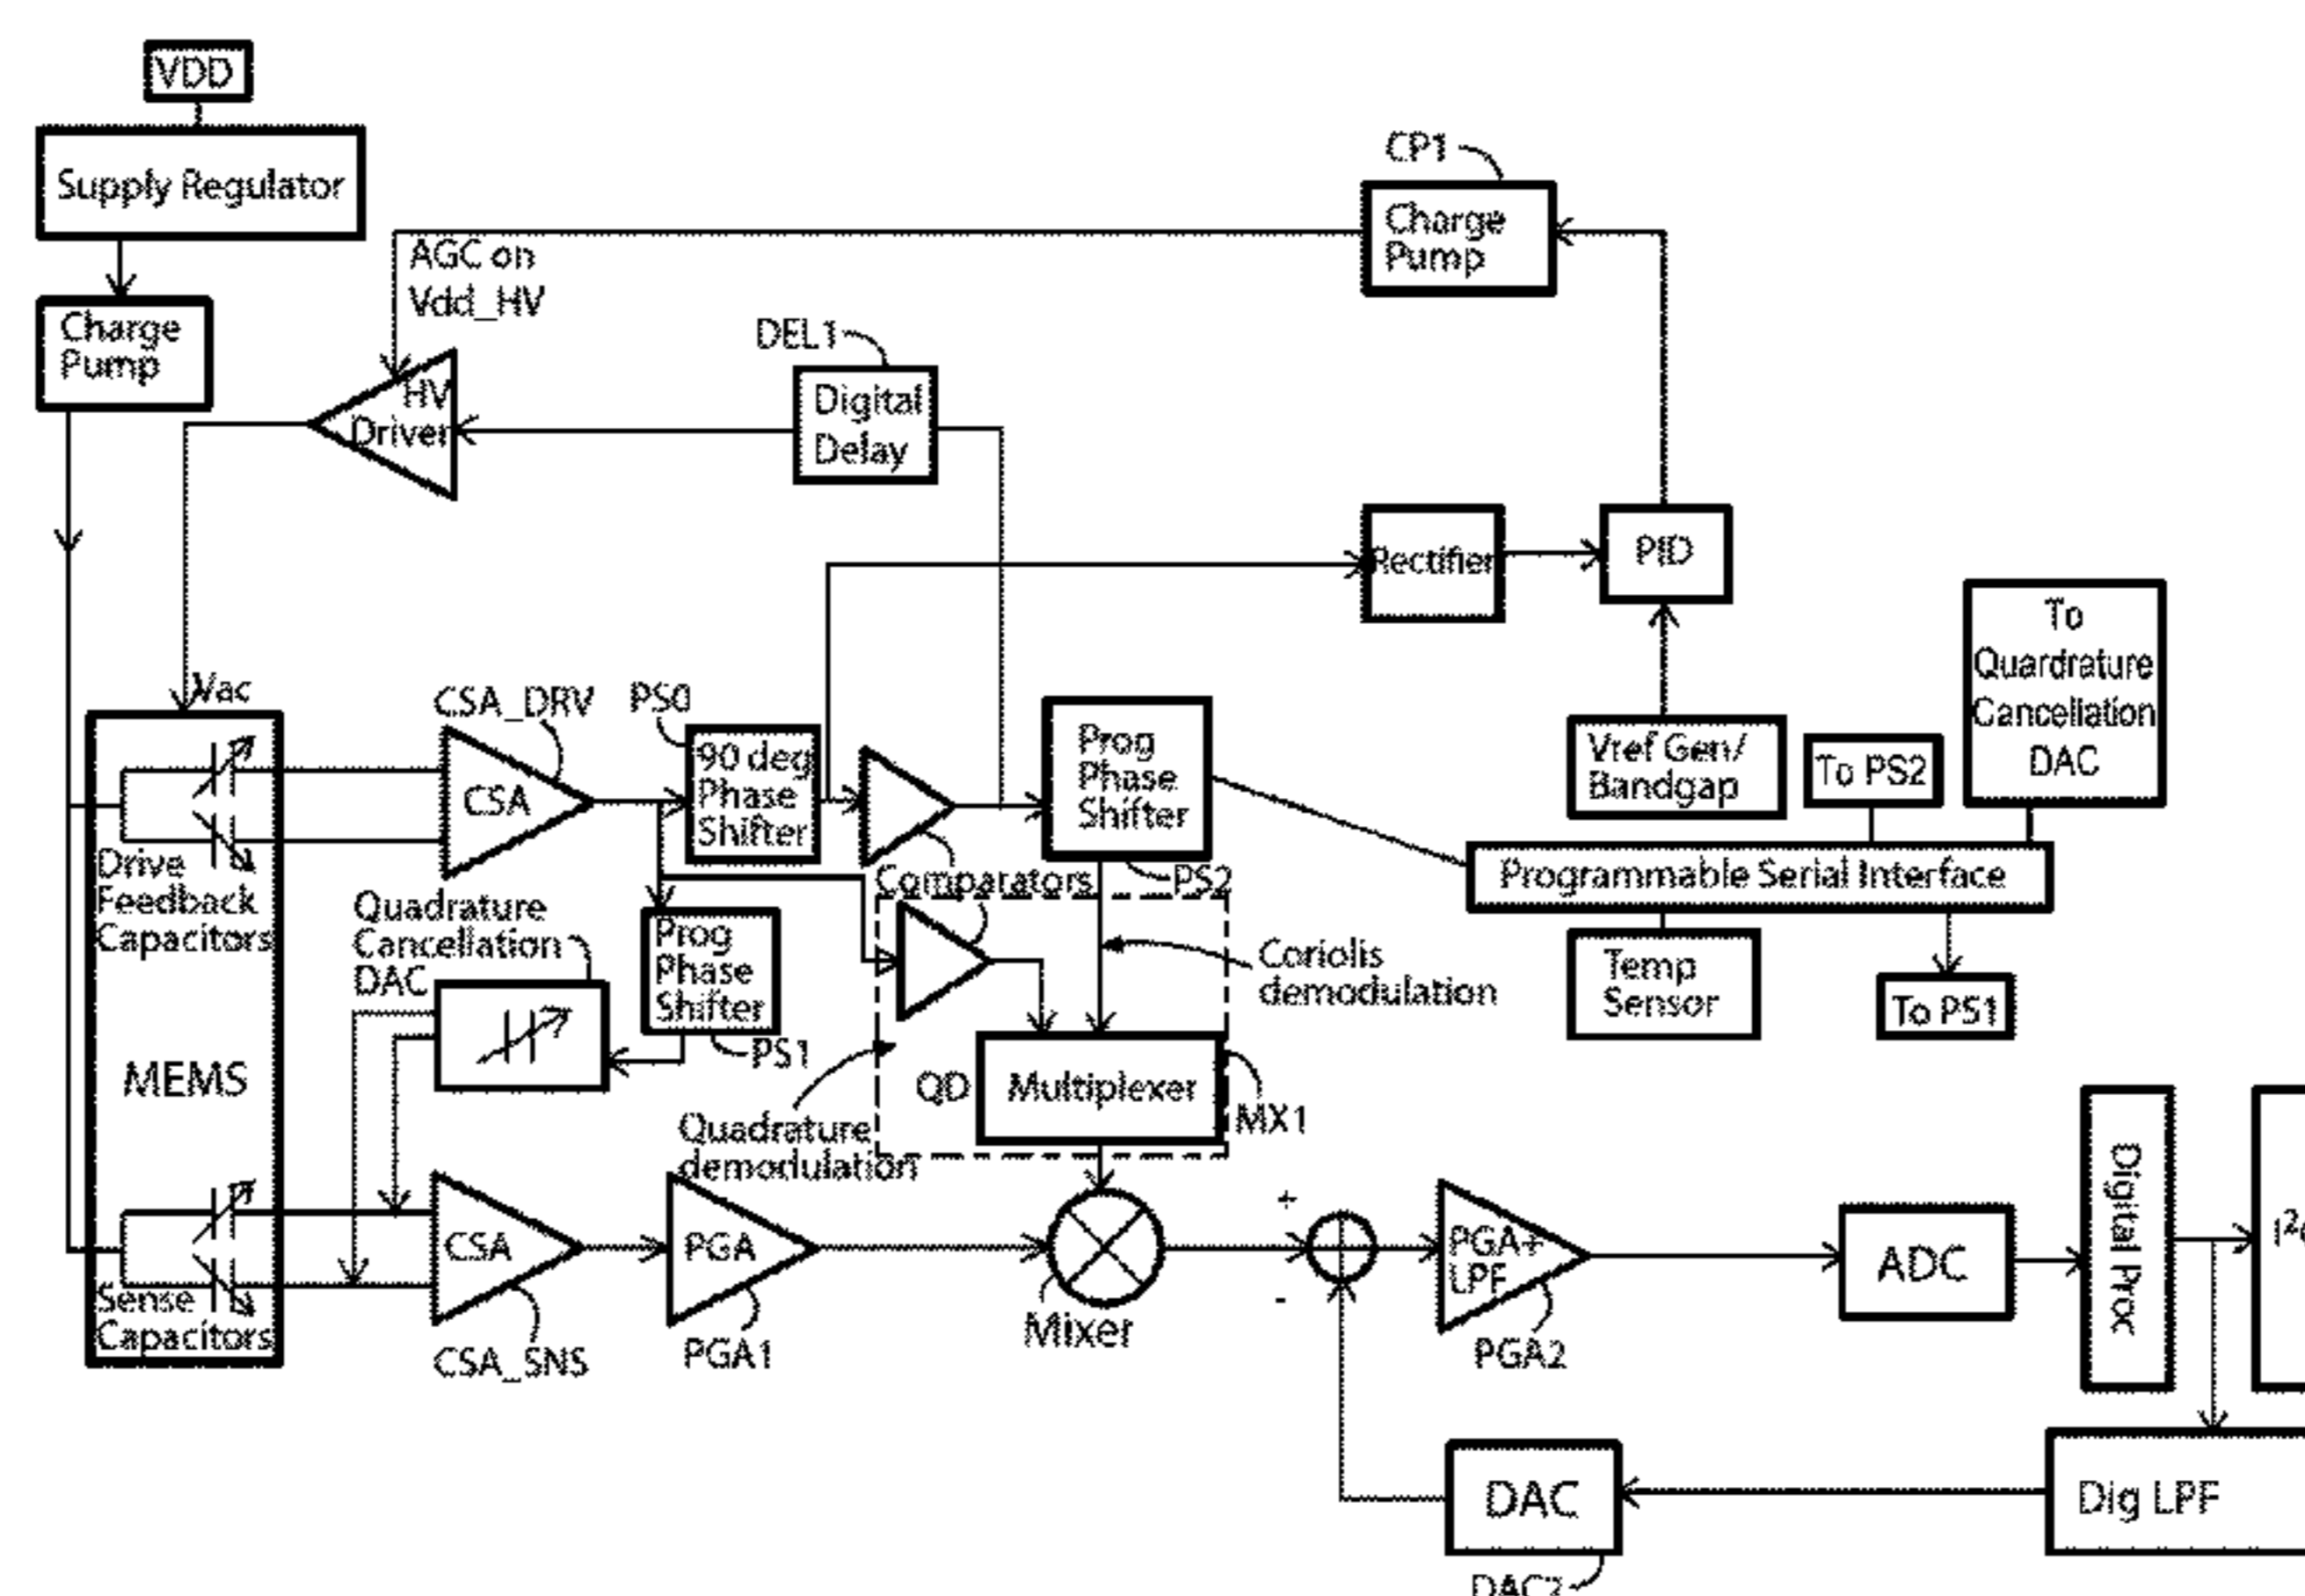 VDD
Supply Regulator
Charge
Pump
AGC on
Vdd_HV
HV
Driver
DEL1
Digital
Delay
CP1
Charge
Pump
Rectifier
PID
Vref Gen/
Bandgap
To PS2
To
Quardrature
Cancellation
DAC
Programmable Serial Interface
Temp
Sensor
To PS1
Vac
CSA_DRV
CSA
PS0
90 deg
Phase
Shifter
Comparators
Prog
Phase
Shifter
PS2
Drive
Feedback
Capacitors
Quadrature
Cancellation
DAC
Prog
Phase
Shifter
PS1
Coriolis
demodulation
MEMS
QD
Multiplexer
MX1
Quadrature
demodulation
Sense
Capacitors
CSA
CSA_SNS
PGA
PGA1
Mixer
+
-
PGA+
LPF
PGA2
ADC
Digital Proc
DAC
DAC2
Dig LPF